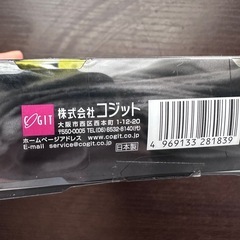 COGIT
株式会社コジット
大阪市西区西本町1-12-20
〒550-0005 TEL(06)6532-8140(代)
ホームページアドレス www.cogit.co.jp
E-mail service@cogit.co.jp
日本製
4 969133 281839